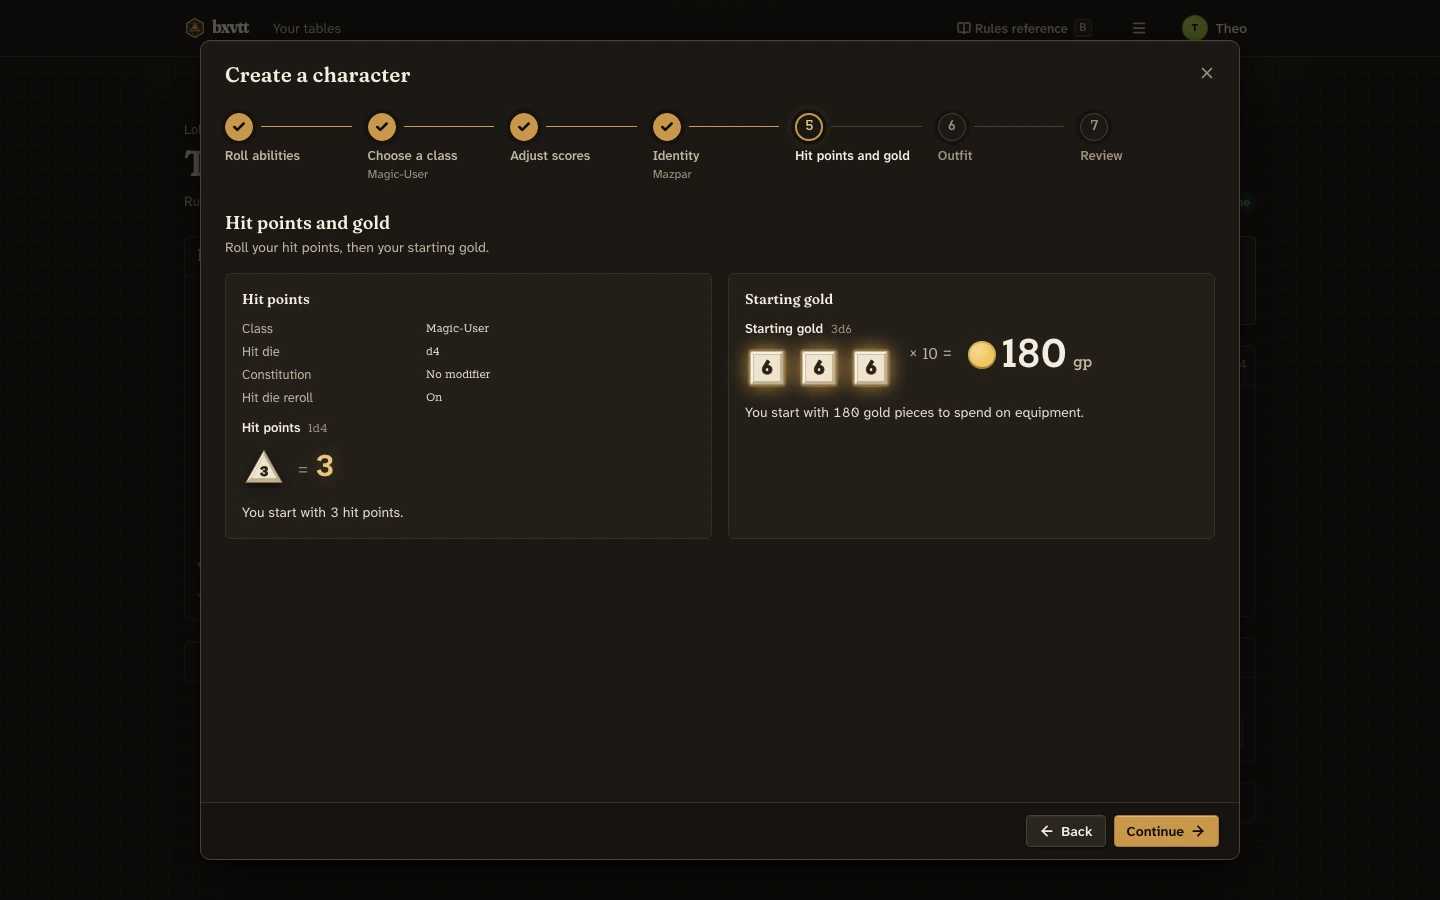 bxvtt
Your tables
Rules reference B
T Theo
Create a character
5 6 7
Roll abilities
Choose a class
Magic-User
Adjust scores
Identity
Mazpar
Hit points and gold
Outfit
Review
Hit points and gold
Roll your hit points, then your starting gold.
Hit points
Class Magic-User
Hit die d4
Constitution No modifier
Hit die reroll On
Hit points 1d4
3 = 3
You start with 3 hit points.
Starting gold
Starting gold 3d6
6 6 6 × 10 = 180 gp
You start with 180 gold pieces to spend on equipment.
Back
Continue